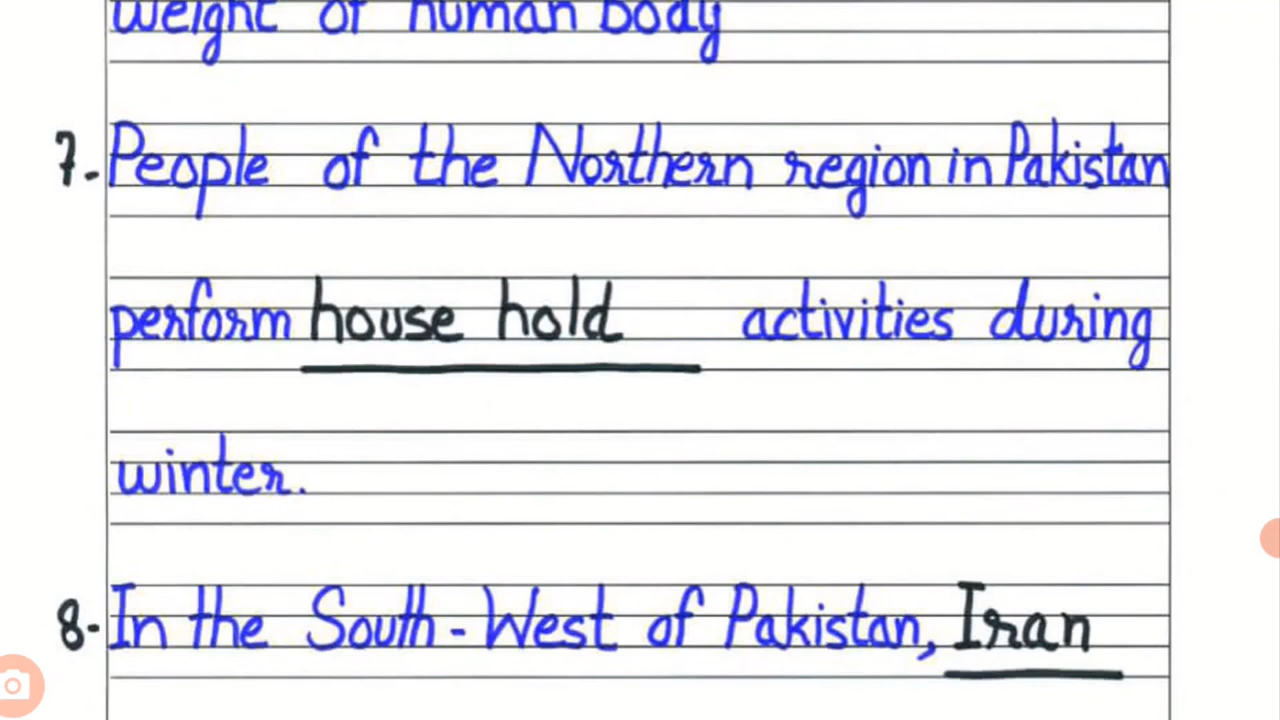 weight of human body
7. People of the Northern region in Pakistan
perform house hold activities during
winter.
8. In the South-West of Pakistan, Iran